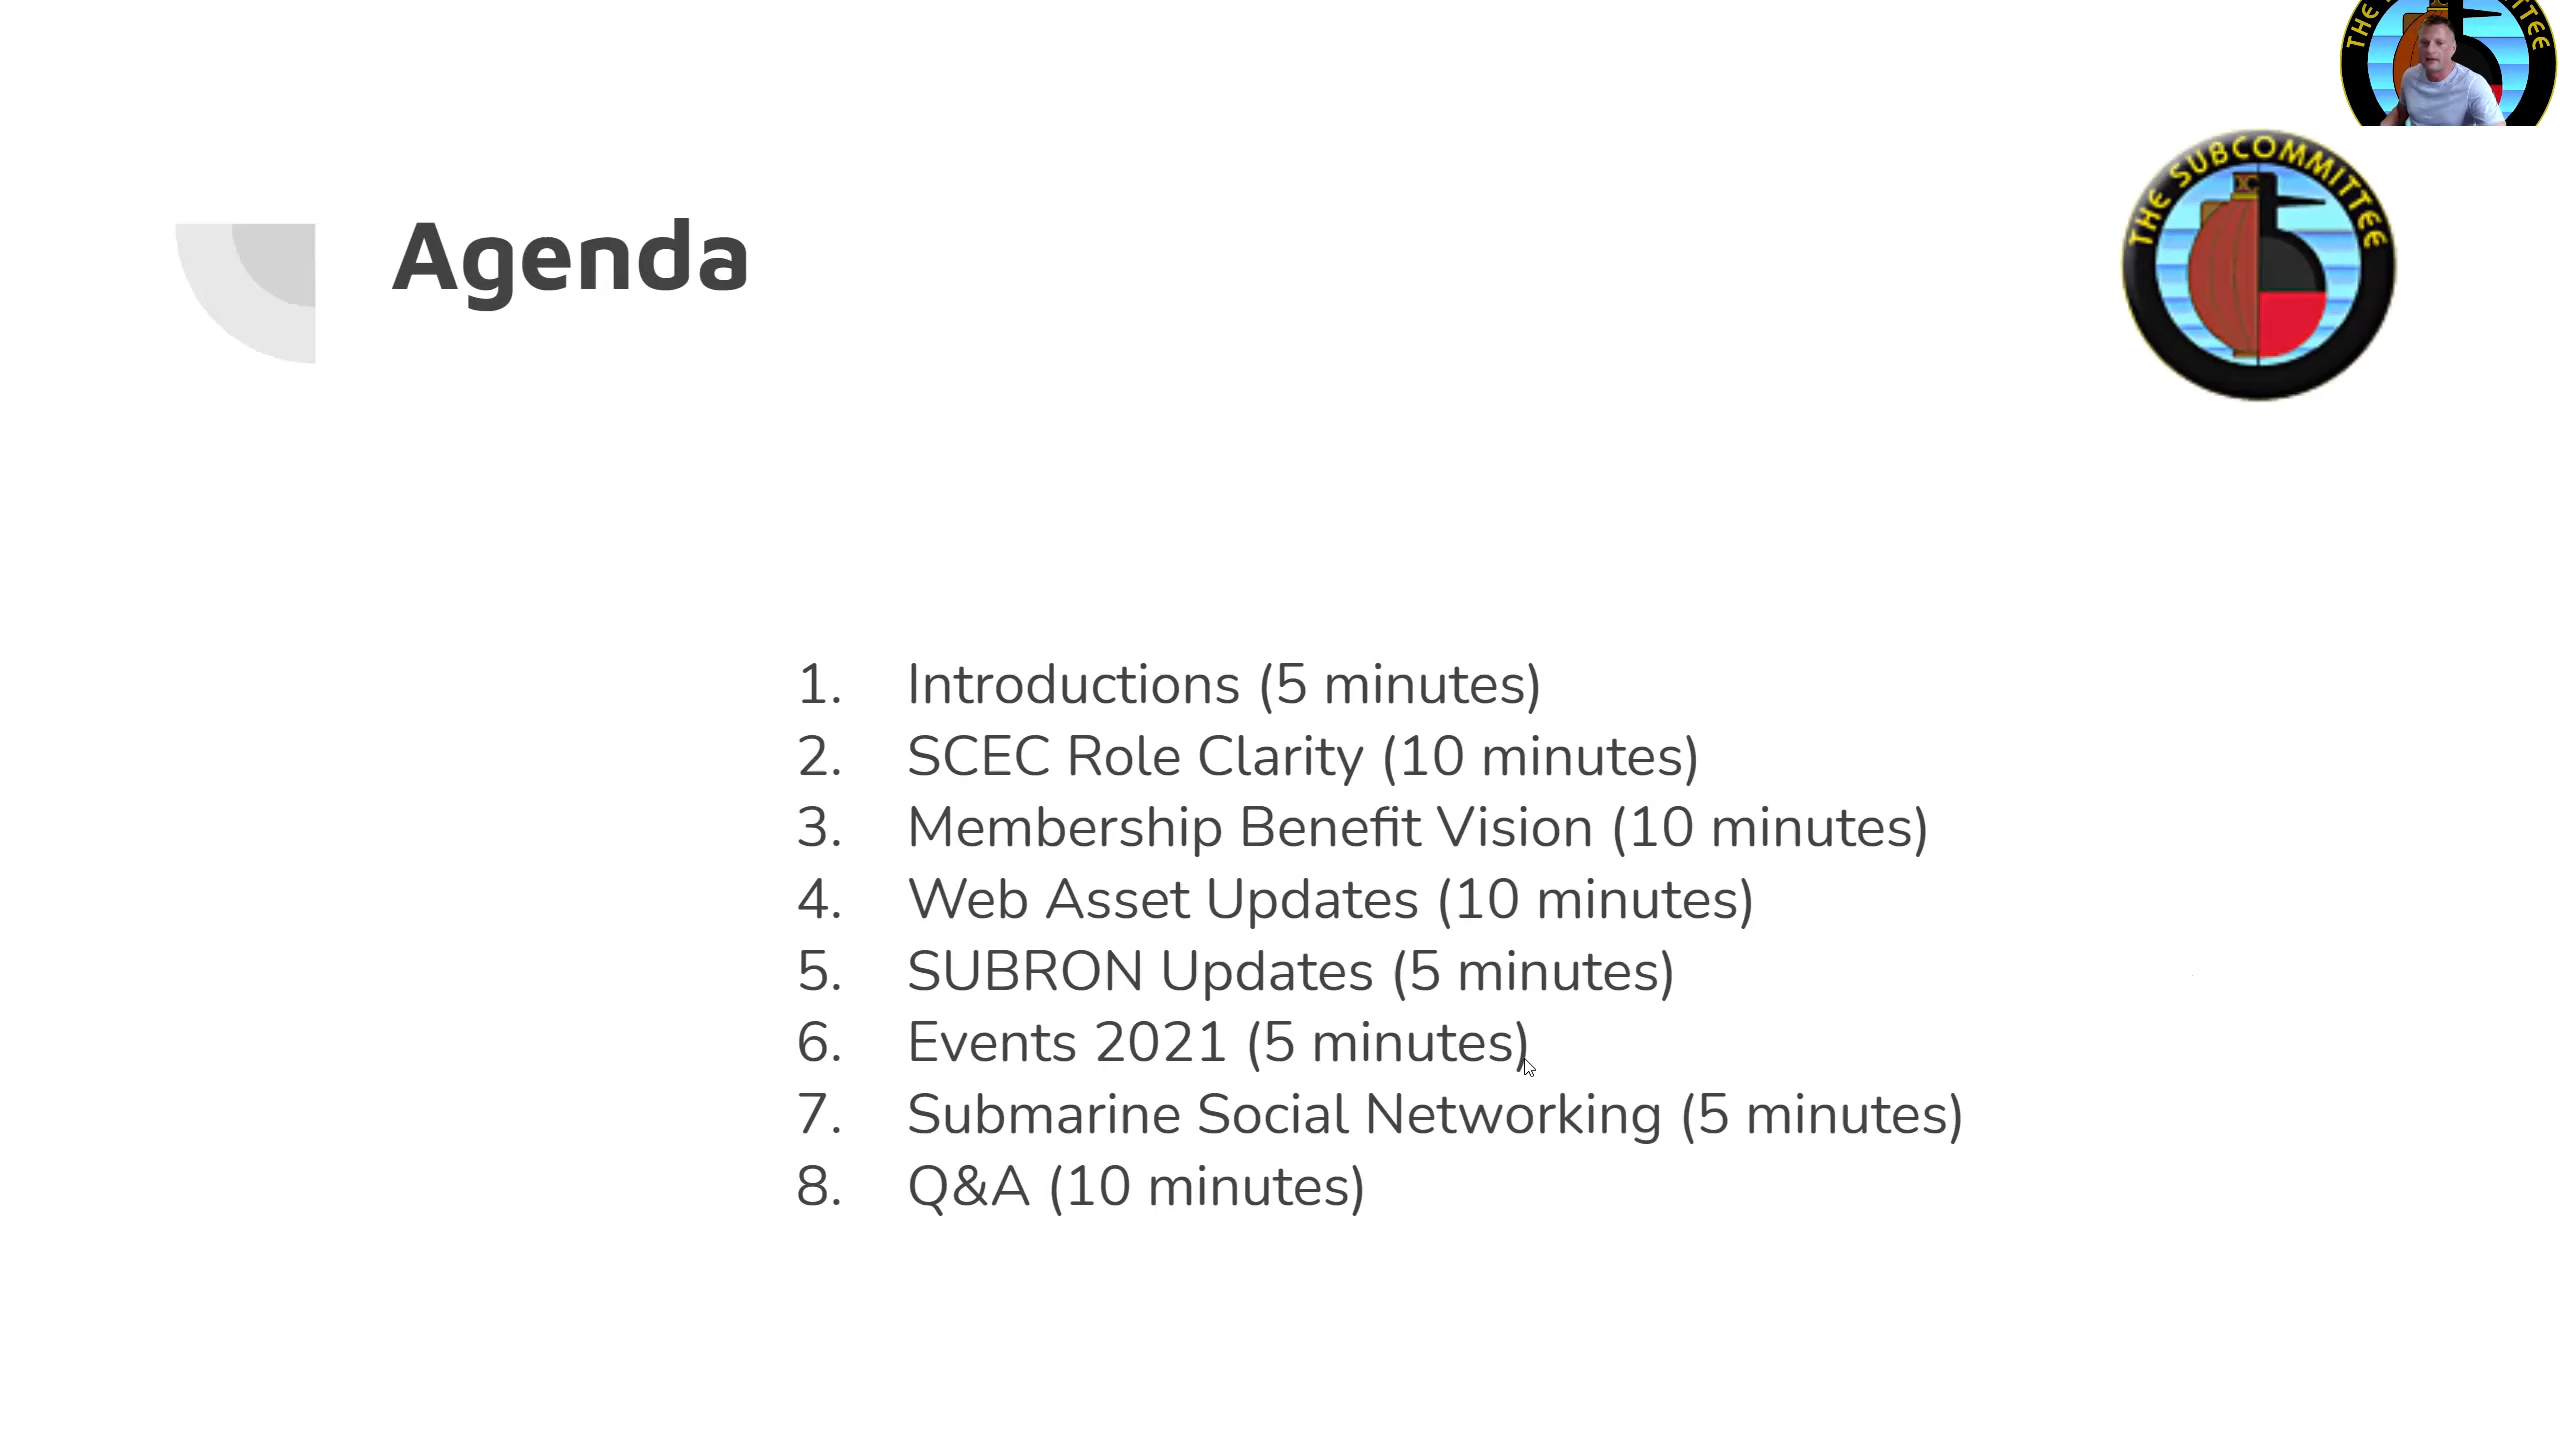 THE SUBCOMMITTEE
Agenda
1. Introductions (5 minutes)
2. SCEC Role Clarity (10 minutes)
3. Membership Benefit Vision (10 minutes)
4. Web Asset Updates (10 minutes)
5. SUBRON Updates (5 minutes)
6. Events 2021 (5 minutes)
7. Submarine Social Networking (5 minutes)
8. Q&A (10 minutes)